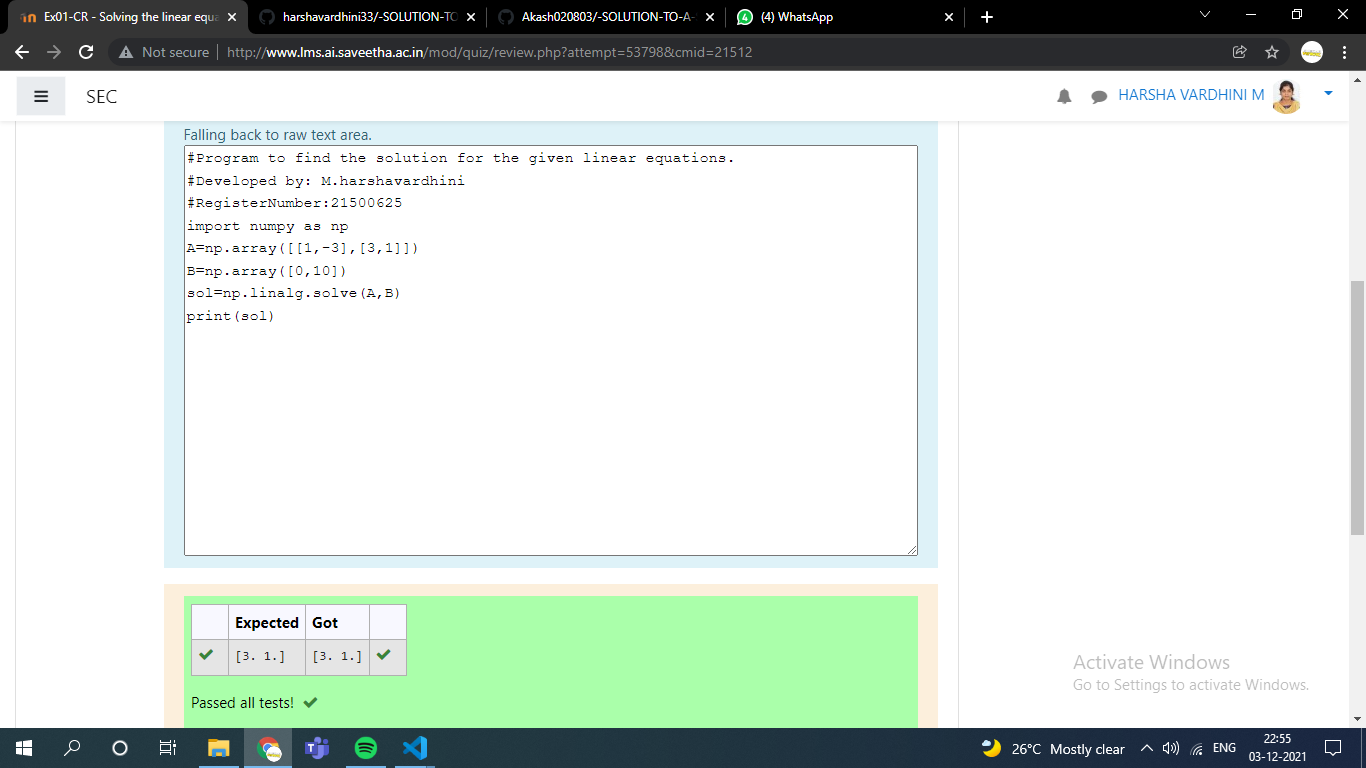 Ex01-CR - Solving the linear equa
harshavardhini33/-SOLUTION-TO
Akash020803/-SOLUTION-TO-A-
4 (4) WhatsApp
Not secure http://www.lms.ai.saveetha.ac.in/mod/quiz/review.php?attempt=53798&cmid=21512
SEC
HARSHA VARDHINI M
Falling back to raw text area.
#Program to find the solution for the given linear equations.
#Developed by: M.harshavardhini
#RegisterNumber:21500625
import numpy as np
A=np.array([[1,-3],[3,1]])
B=np.array([0,10])
sol=np.linalg.solve(A,B)
print(sol)
Expected Got
[3. 1.] [3. 1.]
Passed all tests!
Activate Windows
Go to Settings to activate Windows.
26°C Mostly clear
ENG
22:55
03-12-2021